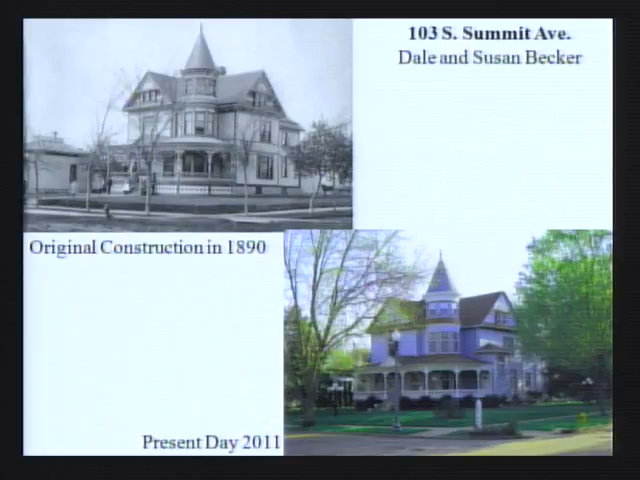 103 S. Summit Ave.
Dale and Susan Becker
Original Construction in 1890
Present Day 2011